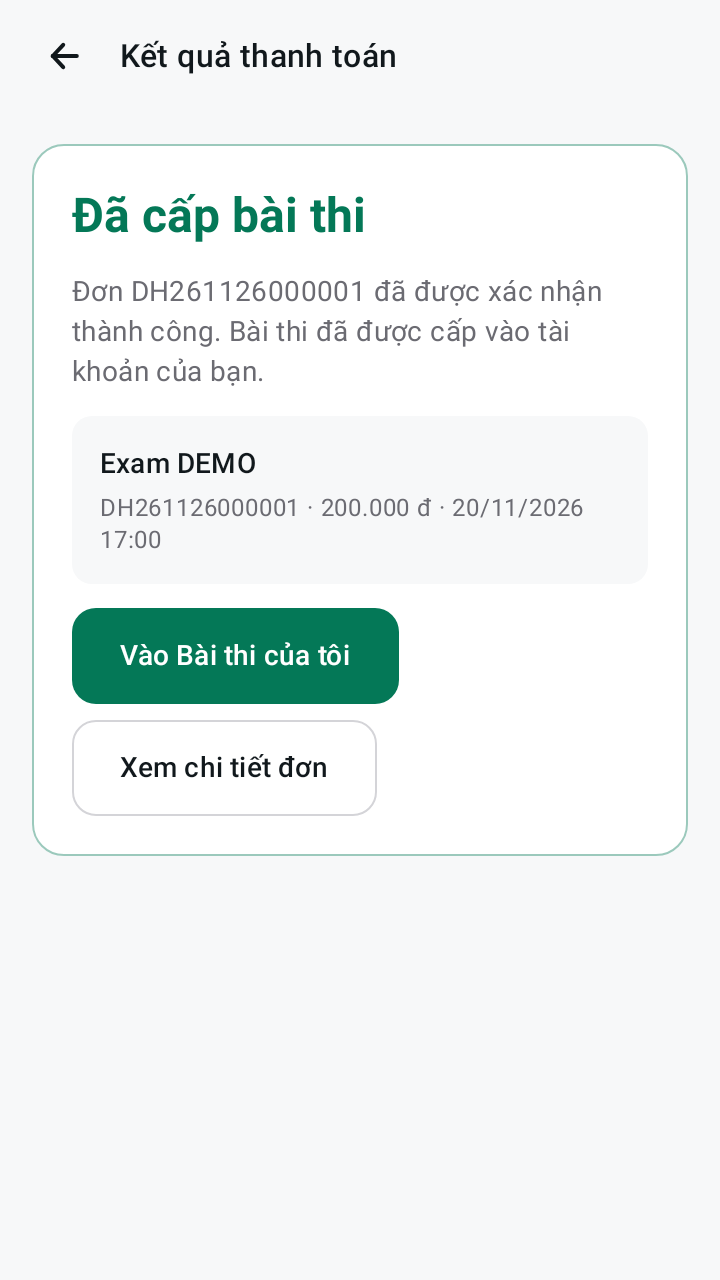 Kết quả thanh toán
Đã cấp bài thi
Đơn DH261126000001 đã được xác nhận
thành công. Bài thi đã được cấp vào tài
khoản của bạn.
Exam DEMO
DH261126000001 · 200.000 đ · 20/11/2026
17:00
Vào Bài thi của tôi
Xem chi tiết đơn